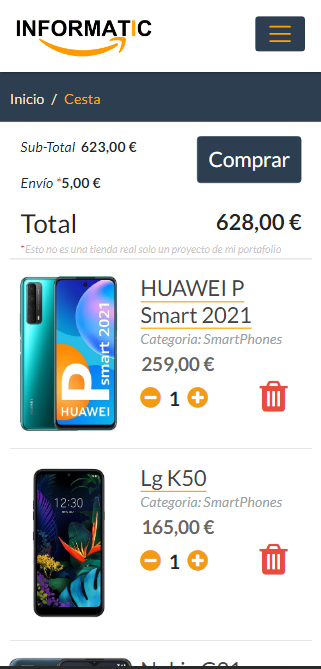 INFORMATIC
Inicio / Cesta
Sub-Total 623,00 €
Comprar
Envío *5,00 €
Total 628,00 €
*Esto no es una tienda real solo un proyecto de mi portafolio
HUAWEI P
Smart 2021
Categoria: SmartPhones
259,00 €
1
P smart 2021
HUAWEI
Lg K50
Categoria: SmartPhones
165,00 €
1
12:30